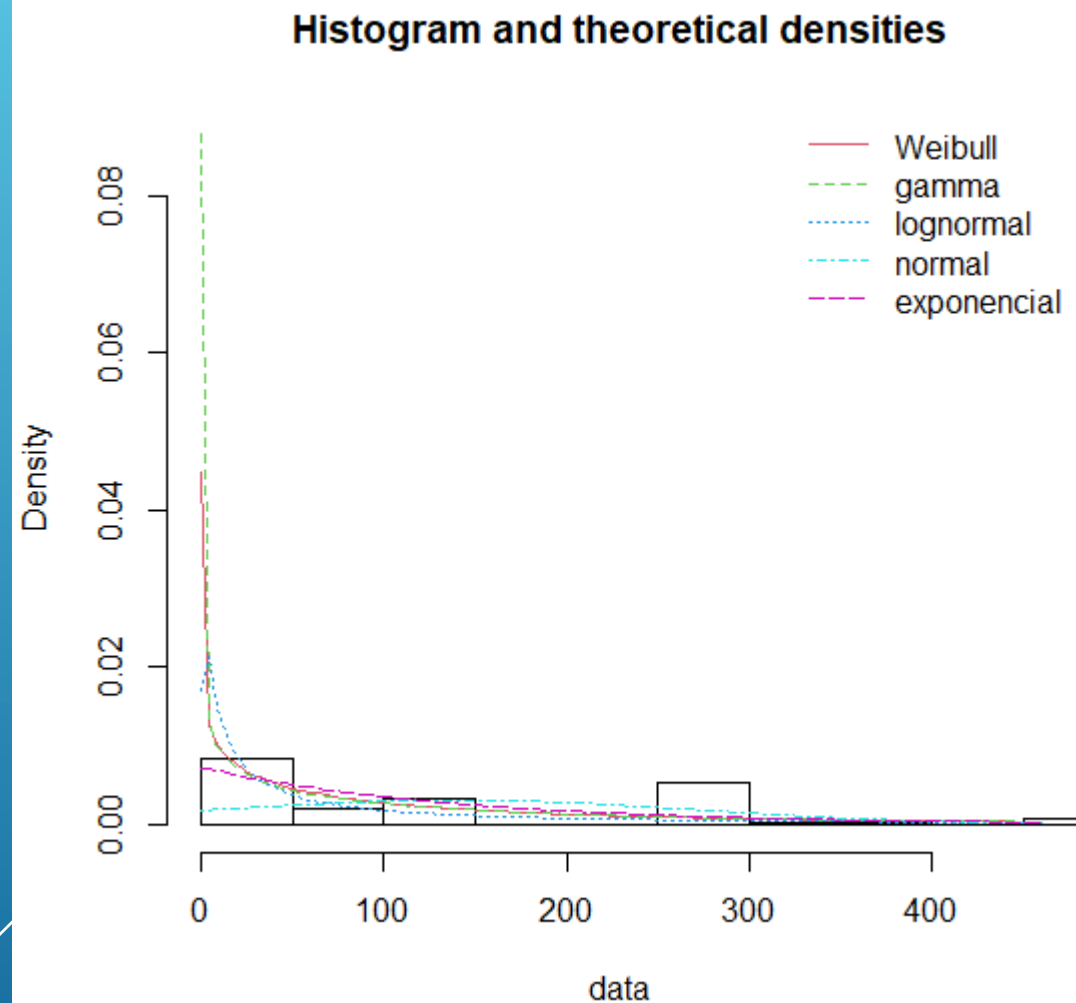 Histogram and theoretical densities
Weibull
gamma
lognormal
normal
exponencial
Density
0.00
0.02
0.04
0.06
0.08
0
100
200
300
400
data